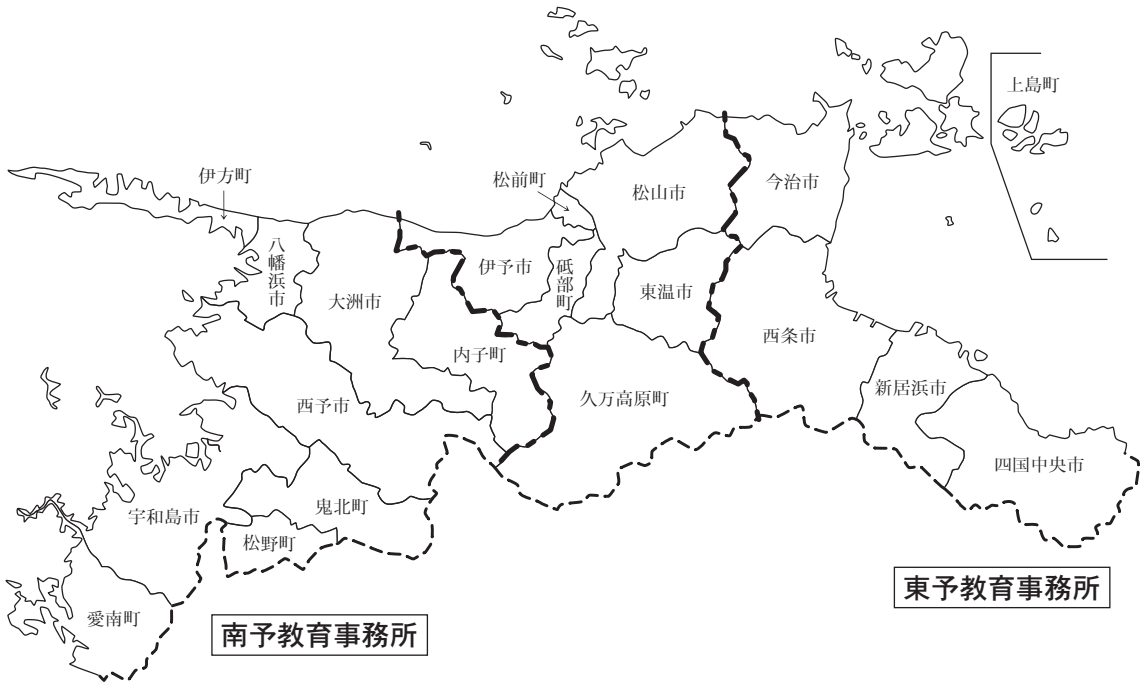 上島町
伊方町
松前町
松山市
今治市
八幡浜市
伊予市
砥部町
大洲市
東温市
西条市
内子町
新居浜市
久万高原町
西予市
四国中央市
鬼北町
宇和島市
松野町
愛南町
東予教育事務所
南予教育事務所